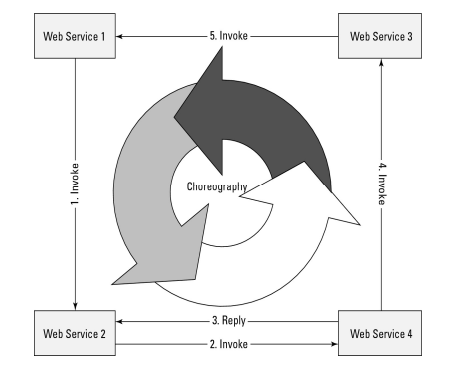 Web Service 1
5. Invoke
Web Service 3
1. Invoke
Choreography
4. Invoke
Web Service 2
3. Reply
2. Invoke
Web Service 4